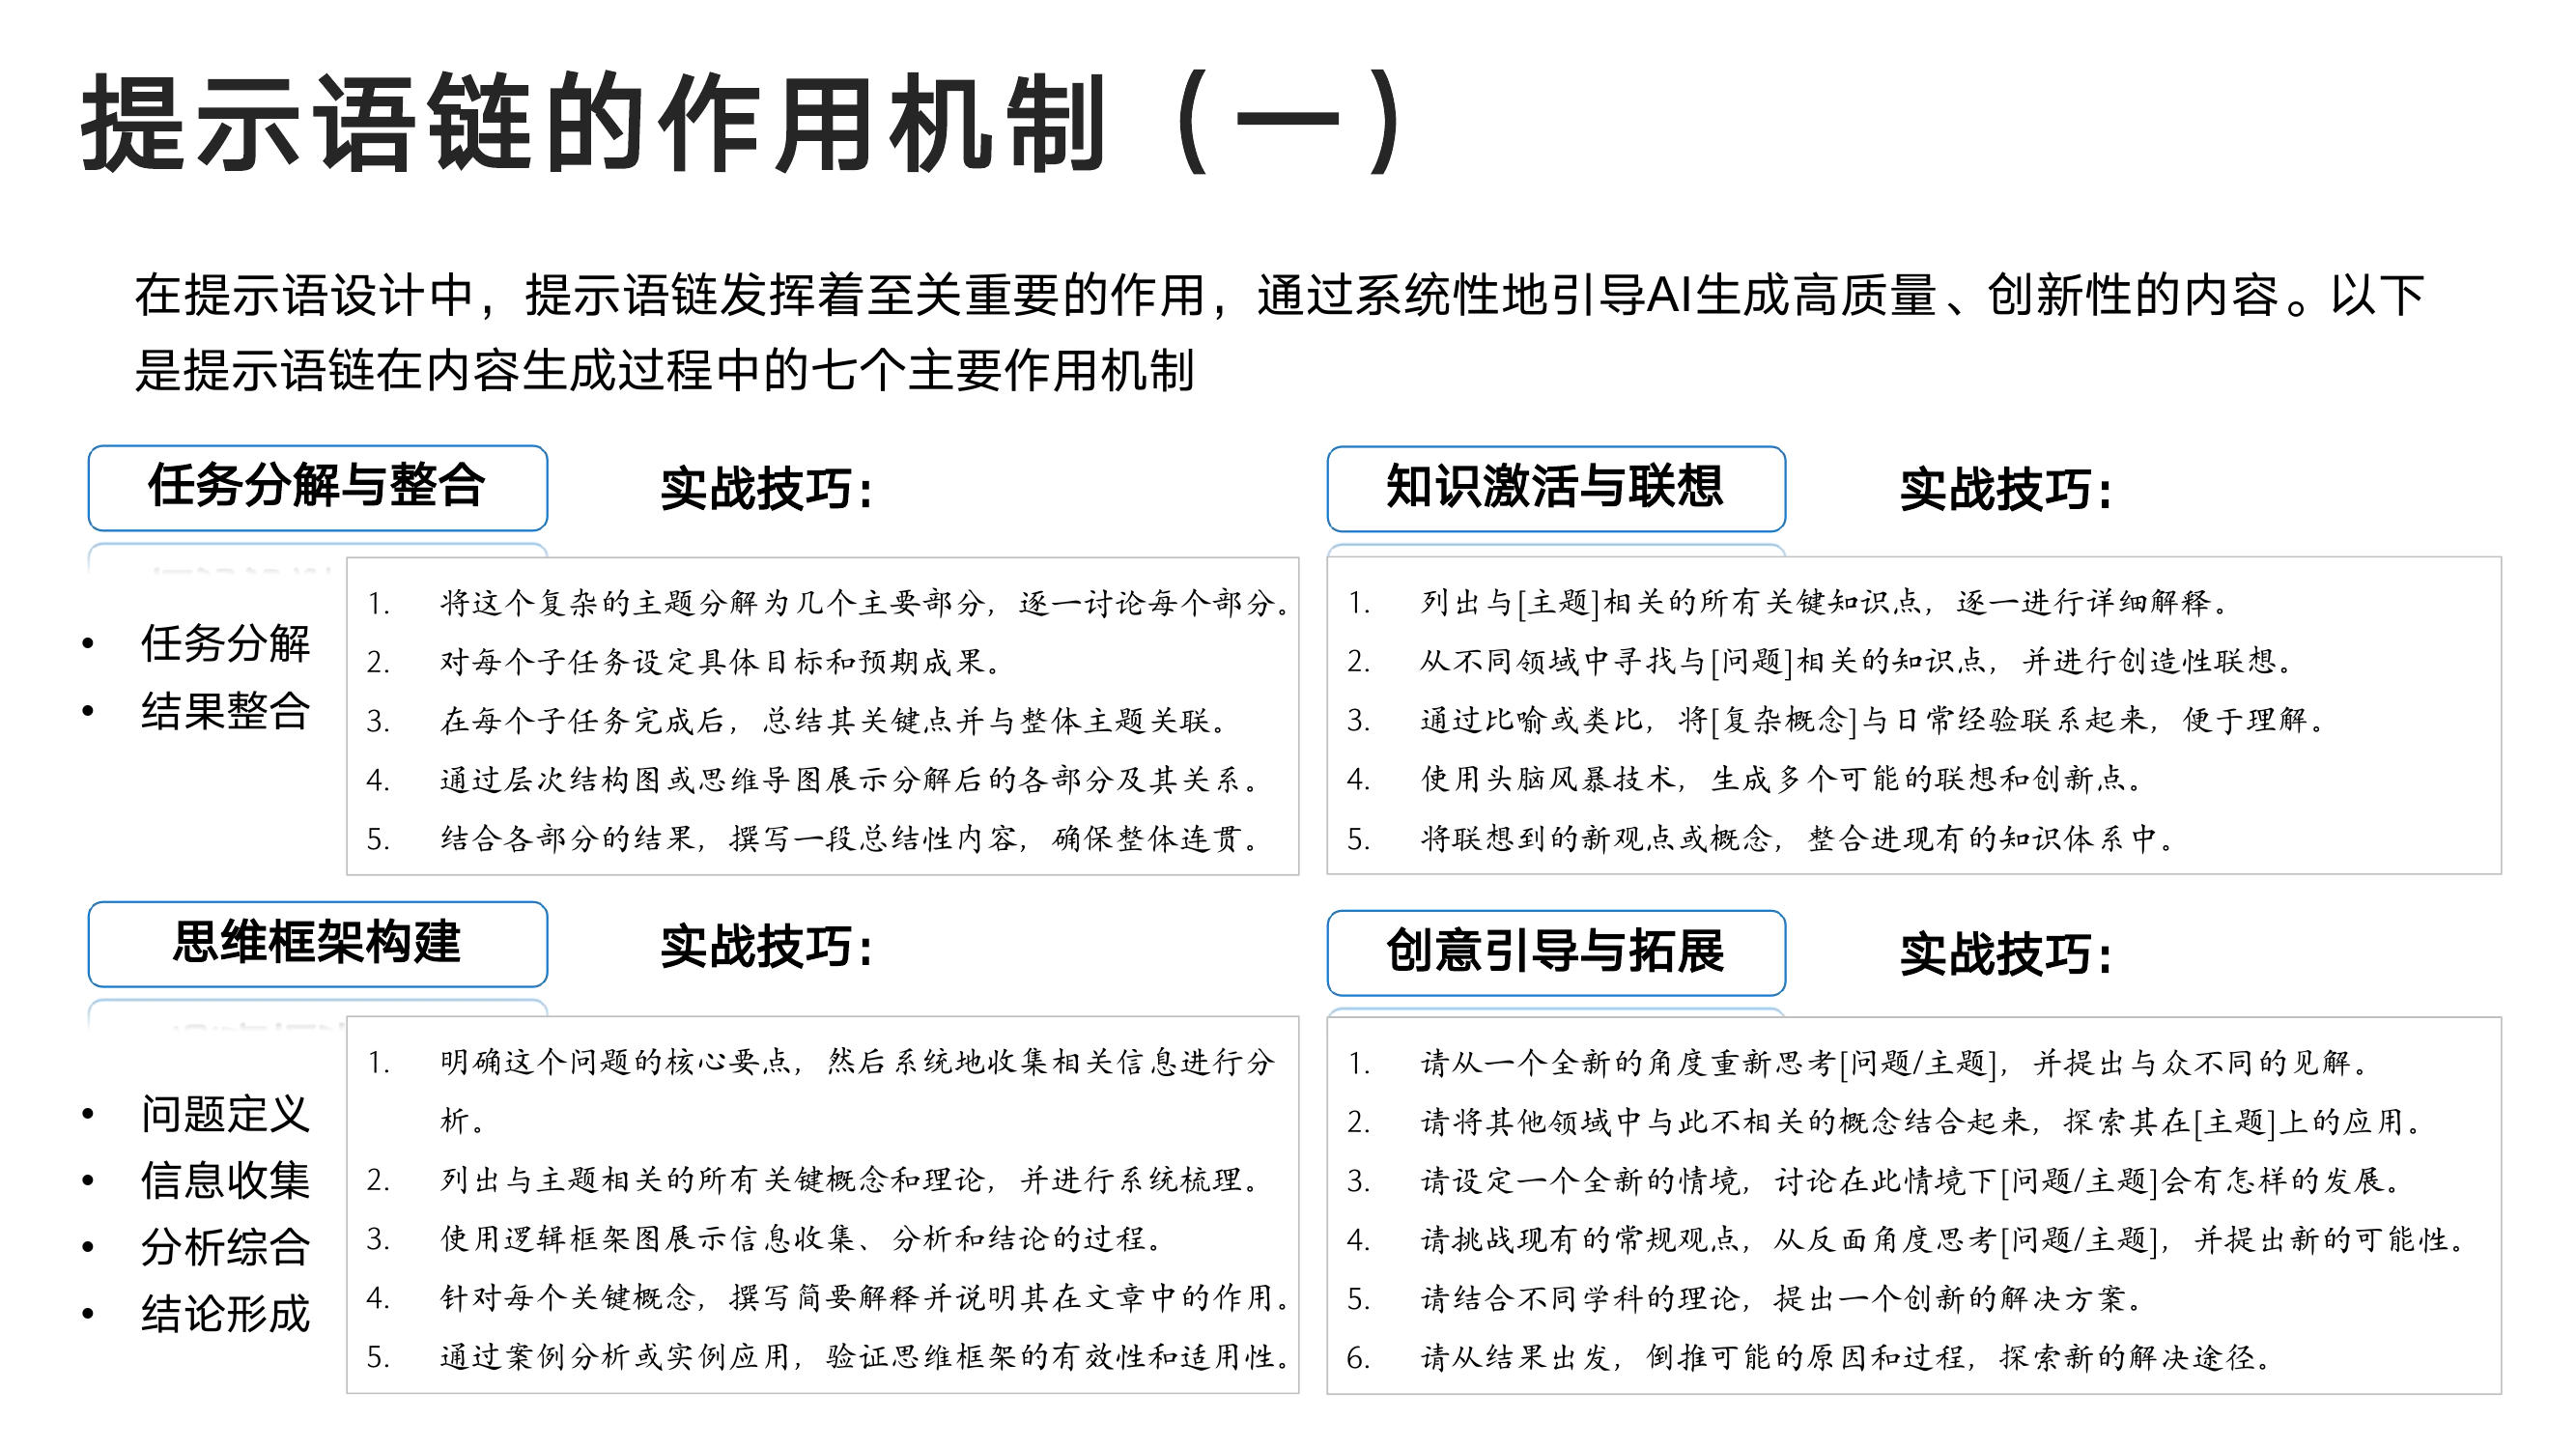 提示语链的作用机制（一）
在提示语设计中，提示语链发挥着至关重要的作用，通过系统性地引导AI生成高质量、创新性的内容。以下
是提示语链在内容生成过程中的七个主要作用机制
任务分解与整合
实战技巧：
• 任务分解
• 结果整合
1. 将这个复杂的主题分解为几个主要部分，逐一讨论每个部分。
2. 对每个子任务设定具体目标和预期成果。
3. 在每个子任务完成后，总结其关键点并与整体主题关联。
4. 通过层次结构图或思维导图展示分解后的各部分及其关系。
5. 结合各部分的结果，撰写一段总结性内容，确保整体连贯。
知识激活与联想
实战技巧：
1. 列出与[主题]相关的所有关键知识点，逐一进行详细解释。
2. 从不同领域中寻找与[问题]相关的知识点，并进行创造性联想。
3. 通过比喻或类比，将[复杂概念]与日常经验联系起来，便于理解。
4. 使用头脑风暴技术，生成多个可能的联想和创新点。
5. 将联想到的新观点或概念，整合进现有的知识体系中。
思维框架构建
实战技巧：
• 问题定义
• 信息收集
• 分析综合
• 结论形成
1. 明确这个问题的核心要点，然后系统地收集相关信息进行分
析。
2. 列出与主题相关的所有关键概念和理论，并进行系统梳理。
3. 使用逻辑框架图展示信息收集、分析和结论的过程。
4. 针对每个关键概念，撰写简要解释并说明其在文章中的作用。
5. 通过案例分析或实例应用，验证思维框架的有效性和适用性。
创意引导与拓展
实战技巧：
1. 请从一个全新的角度重新思考[问题/主题]，并提出与众不同的见解。
2. 请将其他领域中与此不相关的概念结合起来，探索其在[主题]上的应用。
3. 请设定一个全新的情境，讨论在此情境下[问题/主题]会有怎样的发展。
4. 请挑战现有的常规观点，从反面角度思考[问题/主题]，并提出新的可能性。
5. 请结合不同学科的理论，提出一个创新的解决方案。
6. 请从结果出发，倒推可能的原因和过程，探索新的解决途径。